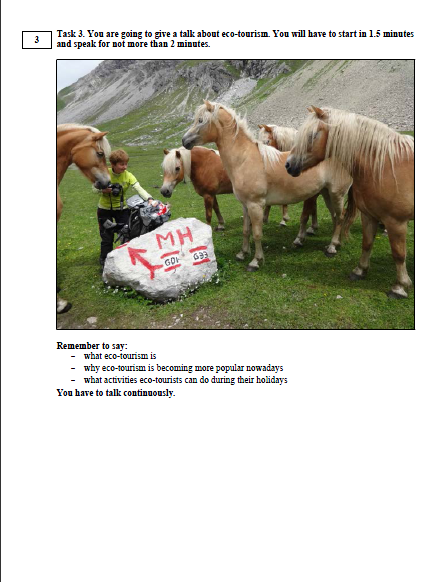 3
Task 3. You are going to give a talk about eco-tourism. You will have to start in 1.5 minutes
and speak for not more than 2 minutes.
MH
GDH
G33
Remember to say:
– what eco-tourism is
– why eco-tourism is becoming more popular nowadays
– what activities eco-tourists can do during their holidays
You have to talk continuously.